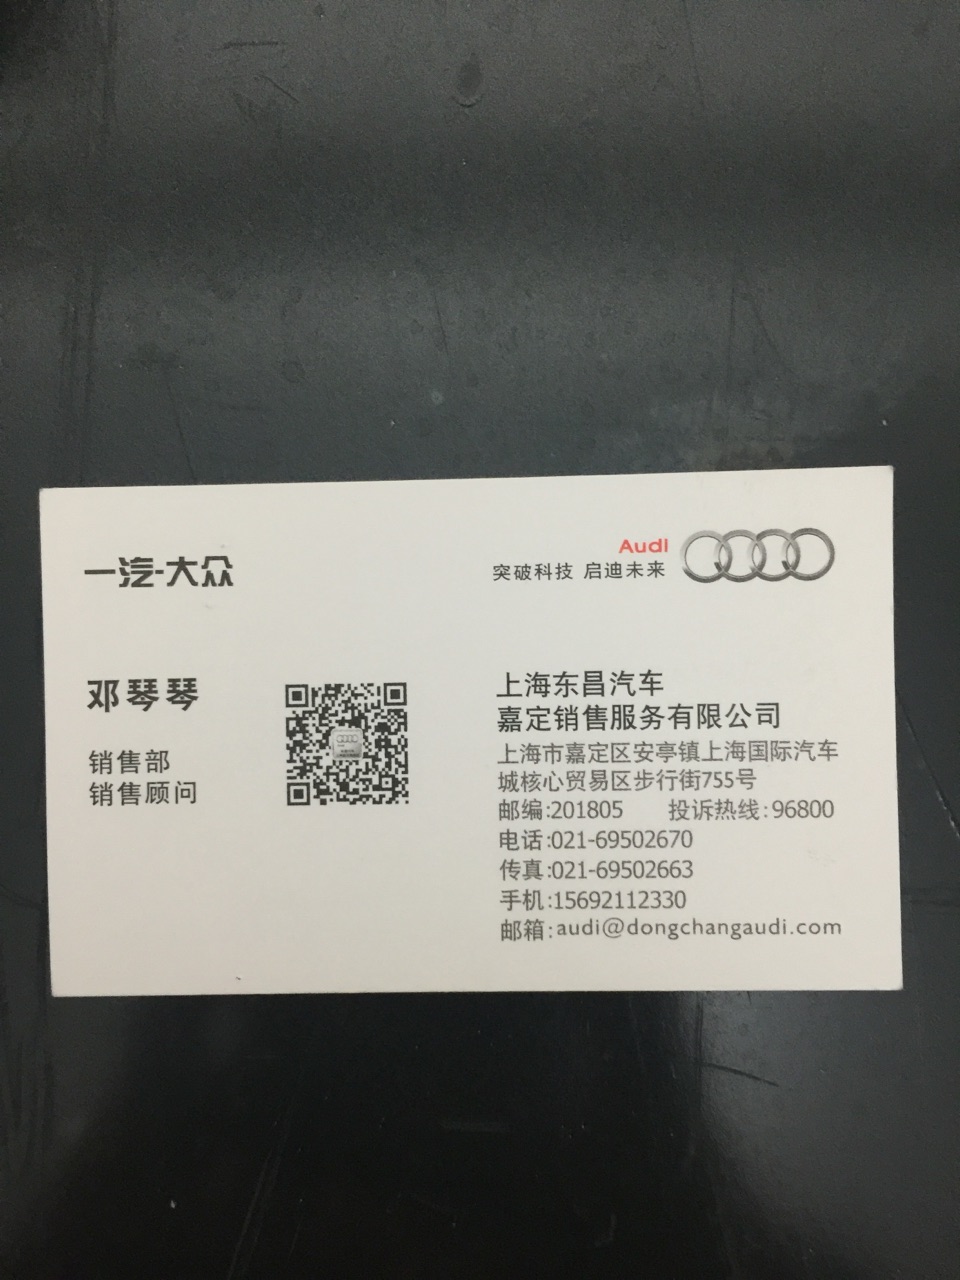 一汽-大众
Audi
突破科技 启迪未来
邓琴琴
销售部
销售顾问
上海东昌汽车
嘉定销售服务有限公司
上海市嘉定区安亭镇上海国际汽车
城核心贸易区步行街755号
邮编:201805 投诉热线:96800
电话:021-69502670
传真:021-69502663
手机:15692112330
邮箱:audi@dongchangaudi.com